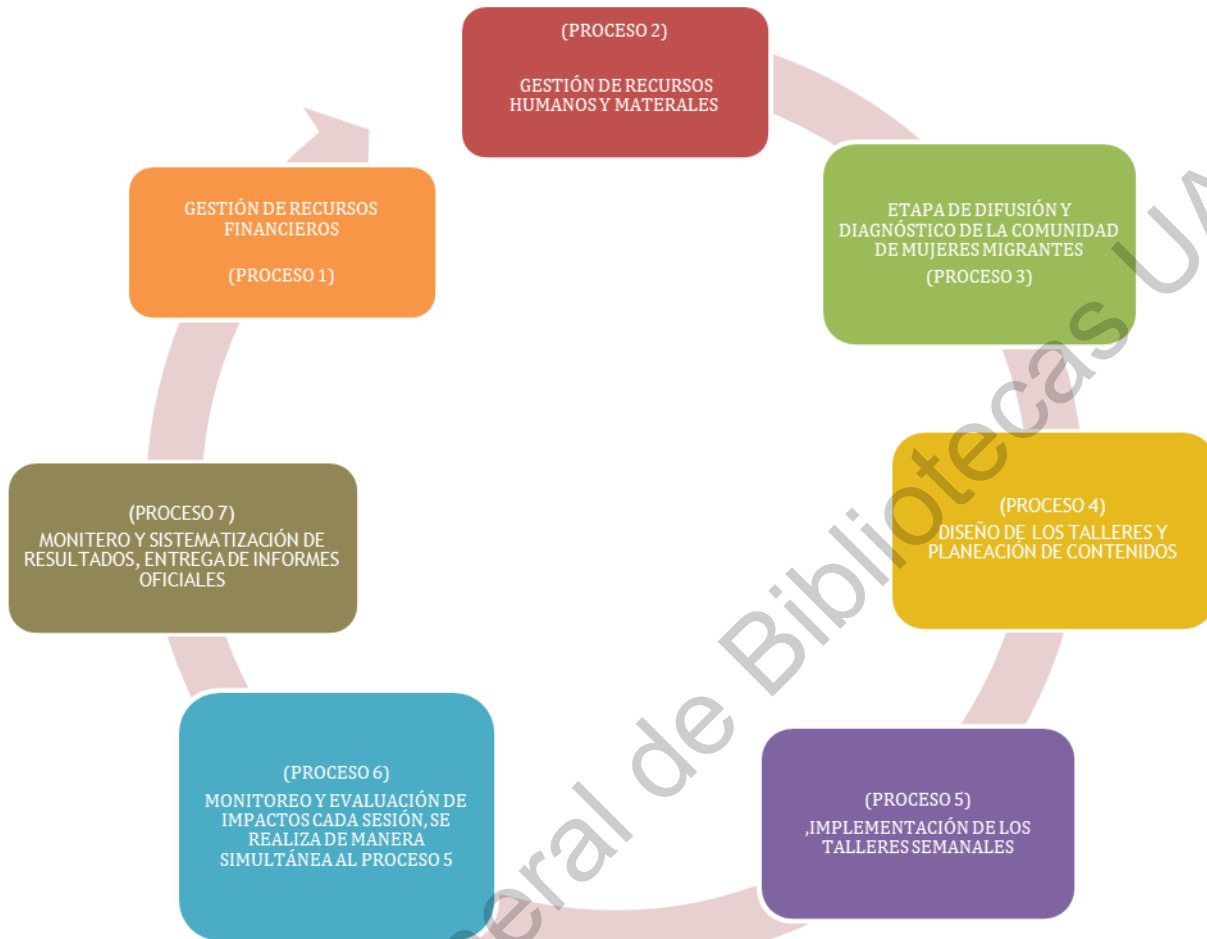 (PROCESO 2)
GESTIÓN DE RECURSOS
HUMANOS Y MATERALES
ETAPA DE DIFUSIÓN Y
DIAGNÓSTICO DE LA COMUNIDAD
DE MUJERES MIGRANTES
(PROCESO 3)
(PROCESO 4)
DISEÑO DE LOS TALLERES Y
PLANEACIÓN DE CONTENIDOS
(PROCESO 5)
,IMPLEMENTACIÓN DE LOS
TALLERES SEMANALES
(PROCESO 6)
MONITOREO Y EVALUACIÓN DE
IMPACTOS CADA SESIÓN, SE
REALIZA DE MANERA
SIMULTÁNEA AL PROCESO 5
(PROCESO 7)
MONITERO Y SISTEMATIZACIÓN DE
RESULTADOS, ENTREGA DE INFORMES
OFICIALES
GESTIÓN DE RECURSOS
FINANCIEROS
(PROCESO 1)
de Bibliotecas